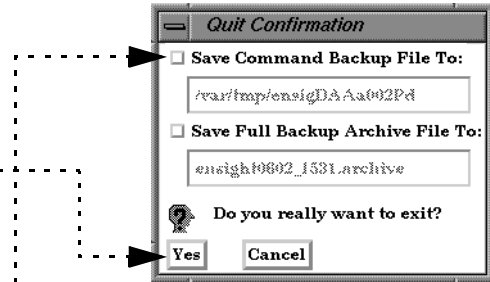 Quit Confirmation
Save Command Backup File To:
/var/tmp/ensigDAAa002Pd
Save Full Backup Archive File To:
ensight0602_1531.archive
Do you really want to exit?
Yes Cancel